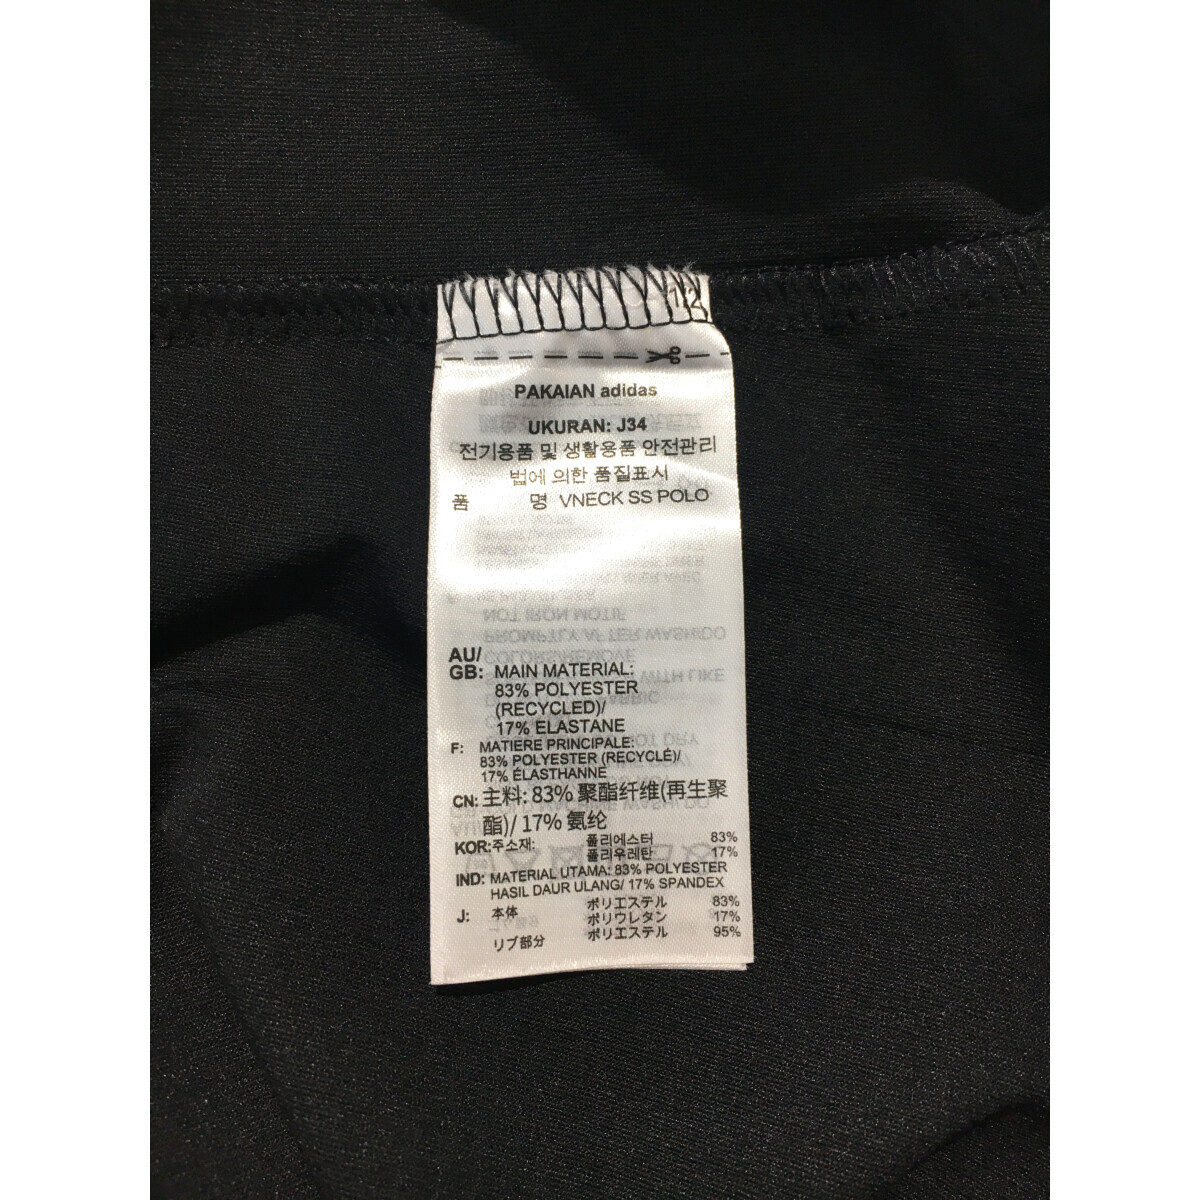 1/2
PAKAIAN adidas
UKURAN: J34
전기용품 및 생활용품 안전관리
법에 의한 품질표시
품 명 VNECK SS POLO
AU/
GB: MAIN MATERIAL:
83% POLYESTER
(RECYCLED)/
17% ELASTANE
F: MATIERE PRINCIPALE:
83% POLYESTER (RECYCLÉ)/
17% ÉLASTHANNE
CN: 主料: 83% 聚酯纤维(再生聚
酯)/ 17% 氨纶
KOR: 주소재: 폴리에스터 83%
폴리우레탄 17%
IND: MATERIAL UTAMA: 83% POLYESTER
HASIL DAUR ULANG/ 17% SPANDEX
J: 本体 ポリエステル 83%
ポリウレタン 17%
リブ部分 ポリエステル 95%